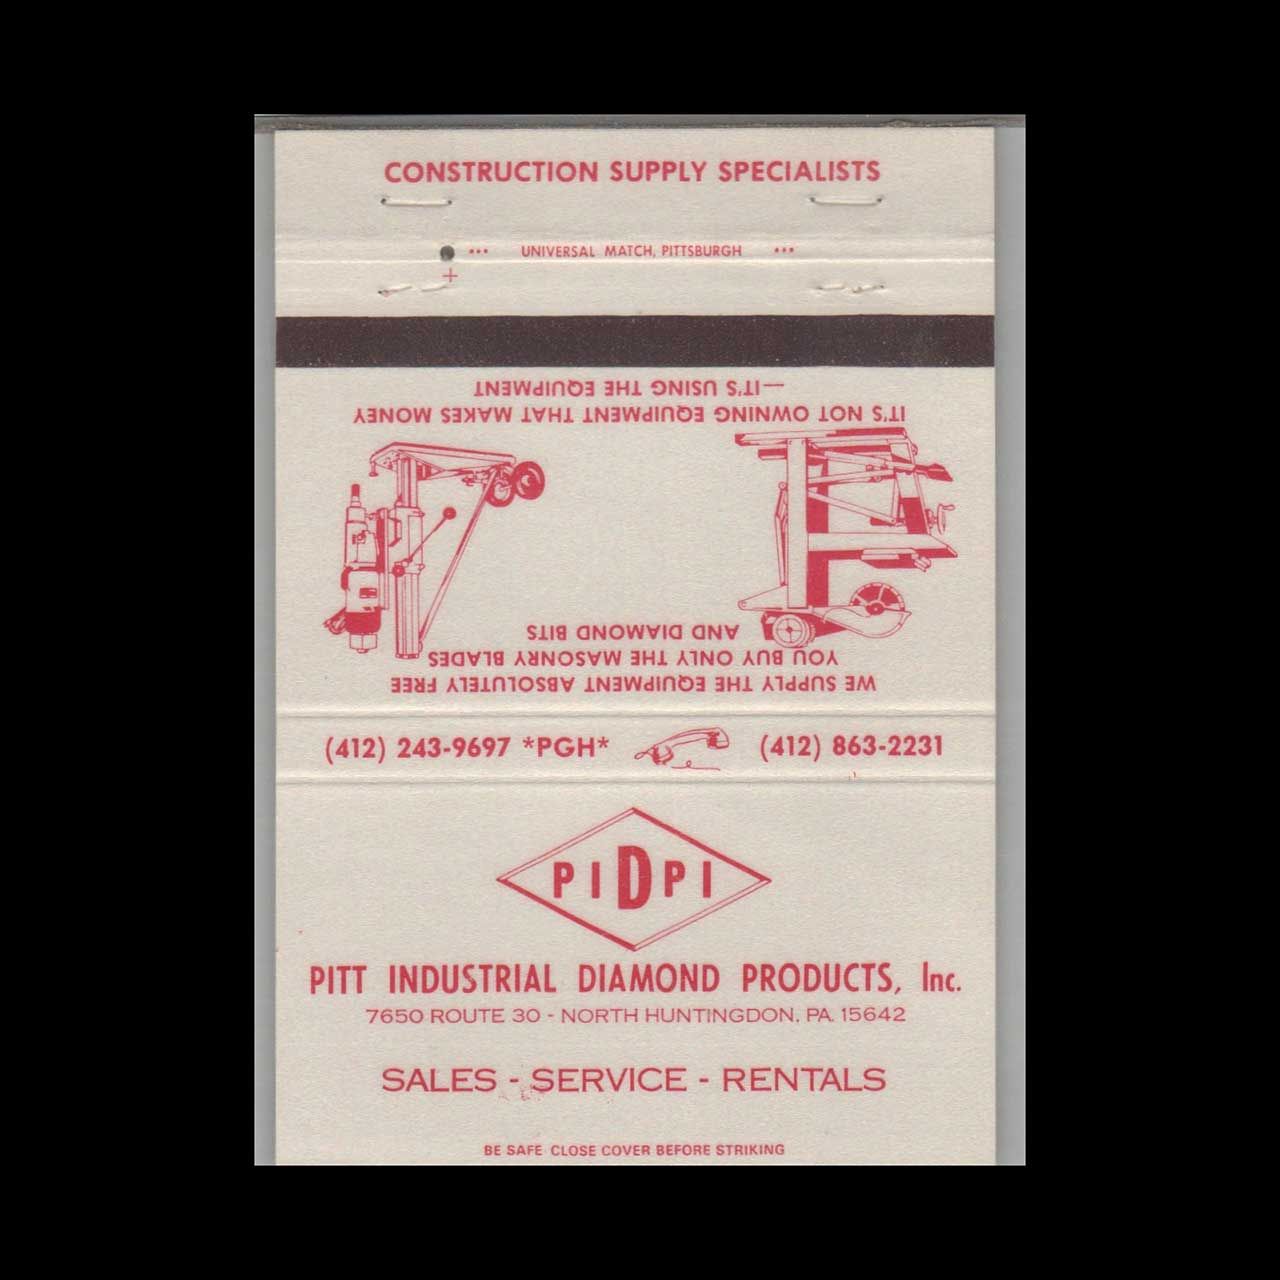 CONSTRUCTION SUPPLY SPECIALISTS
••• UNIVERSAL MATCH, PITTSBURGH •••
WE SUPPLY THE EQUIPMENT ABSOLUTELY FREE
YOU BUY ONLY THE MASONRY BLADES
AND DIAMOND BITS
IT'S NOT OWNING EQUIPMENT THAT MAKES MONEY
—IT'S USING THE EQUIPMENT
(412) 243-9697 *PGH* (412) 863-2231
PIDPI
PITT INDUSTRIAL DIAMOND PRODUCTS, Inc.
7650 ROUTE 30 - NORTH HUNTINGDON, PA. 15642
SALES - SERVICE - RENTALS
BE SAFE CLOSE COVER BEFORE STRIKING